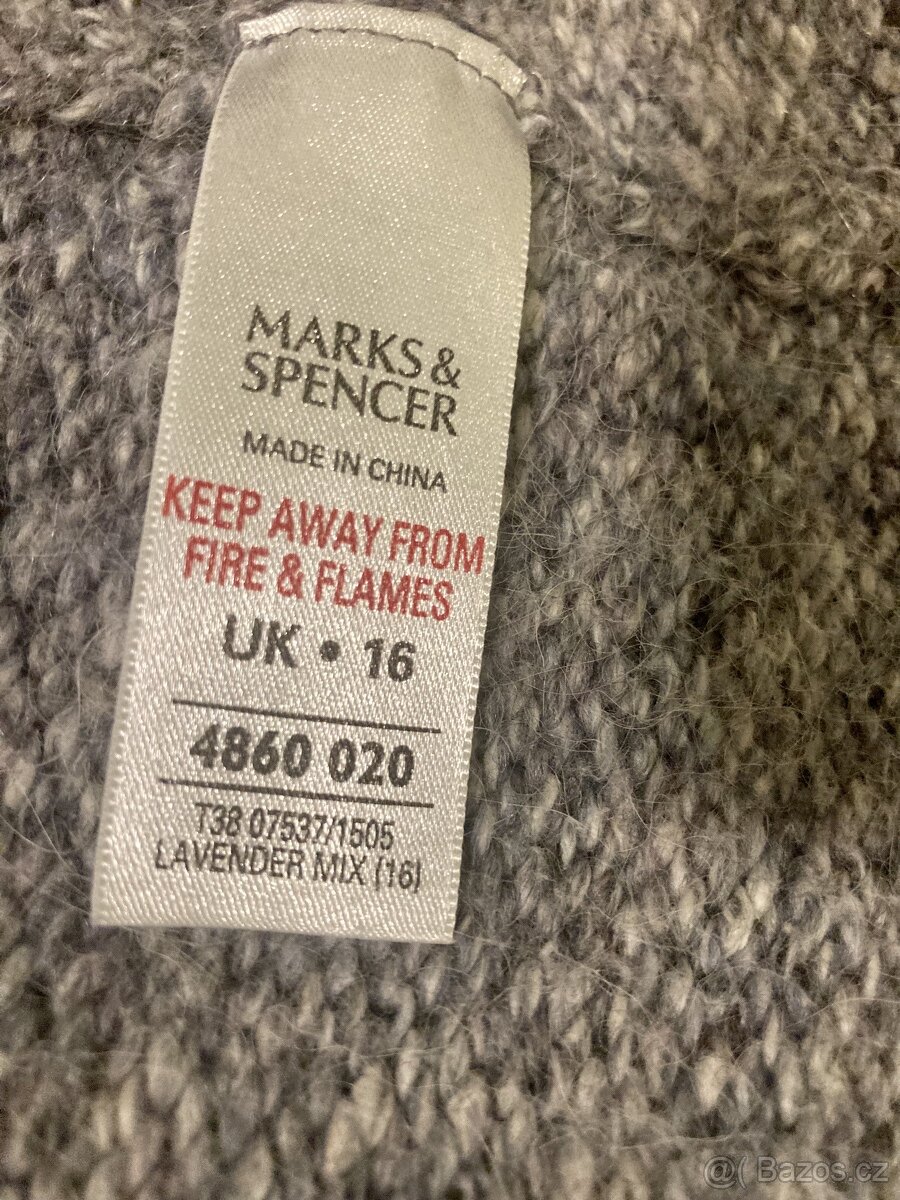 MARKS &
SPENCER
MADE IN CHINA
KEEP AWAY FROM
FIRE & FLAMES
UK • 16
4860 020
T38 07537/1505
LAVENDER MIX (16)
@( Bazos.cz